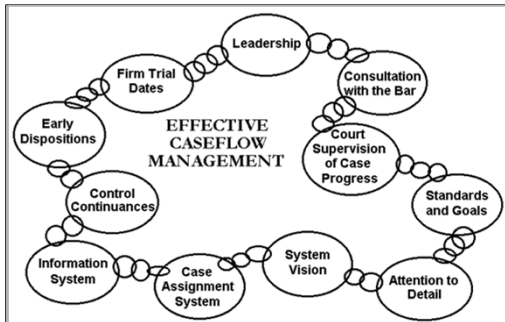 Leadership
Consultation
with the Bar
Court
Supervision
of Case
Progress
Standards
and Goals
Attention to
Detail
System
Vision
Case
Assignment
System
Information
System
Control
Continuances
Early
Dispositions
Firm Trial
Dates
EFFECTIVE
CASEFLOW
MANAGEMENT